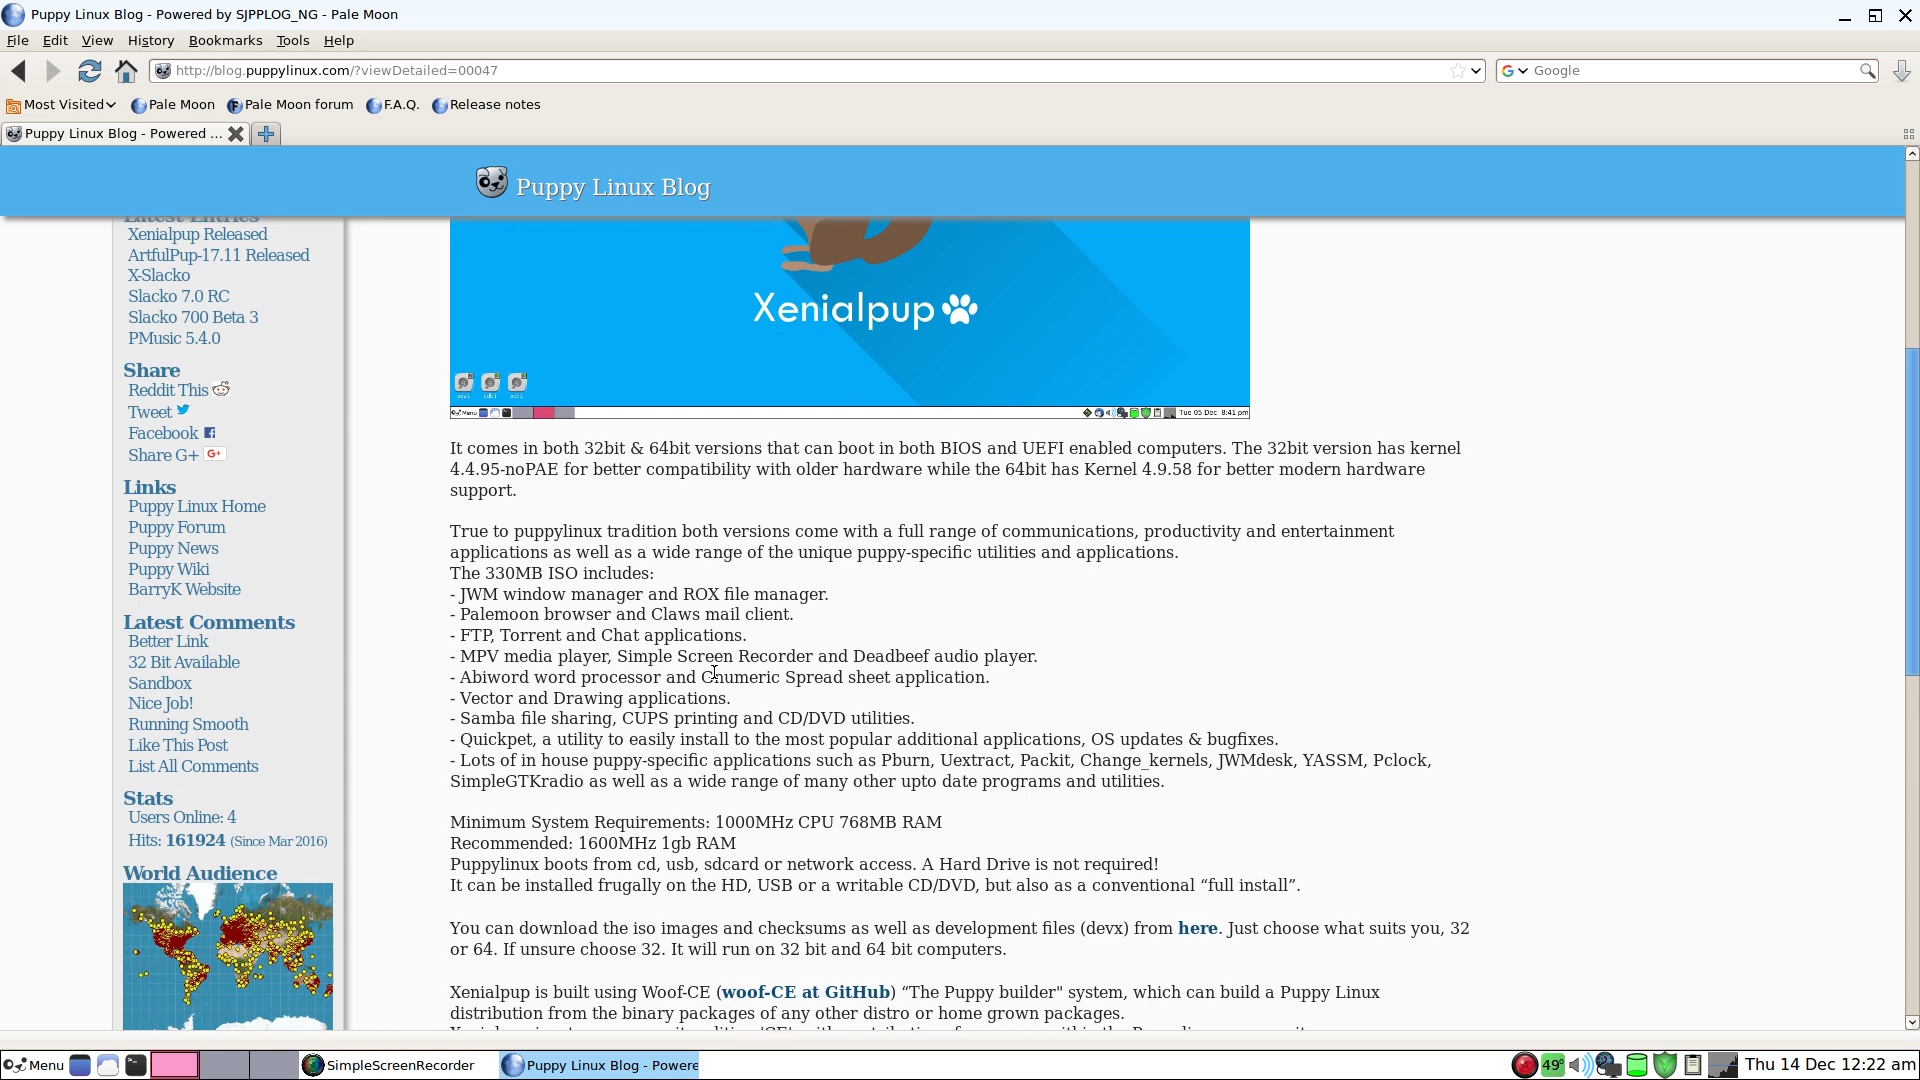 Puppy Linux Blog - Powered by SJPPLOG_NG - Pale Moon
File Edit View History Bookmarks Tools Help
http://blog.puppylinux.com/?viewDetailed=00047
Google
Most Visited Pale Moon Pale Moon forum F.A.Q. Release notes
Puppy Linux Blog - Powered ...
Puppy Linux Blog
Latest Entries
Xenialpup Released
ArtfulPup-17.11 Released
X-Slacko
Slacko 7.0 RC
Slacko 700 Beta 3
PMusic 5.4.0
Share
Reddit This
Tweet
Facebook
Share G+
G+
Links
Puppy Linux Home
Puppy Forum
Puppy News
Puppy Wiki
BarryK Website
Latest Comments
Better Link
32 Bit Available
Sandbox
Nice Job!
Running Smooth
Like This Post
List All Comments
Stats
Users Online: 4
Hits: 161924 (Since Mar 2016)
World Audience
Xenialpup
Menu
Tue 05 Dec 8:41 pm
It comes in both 32bit & 64bit versions that can boot in both BIOS and UEFI enabled computers. The 32bit version has kernel
4.4.95-noPAE for better compatibility with older hardware while the 64bit has Kernel 4.9.58 for better modern hardware
support.
True to puppylinux tradition both versions come with a full range of communications, productivity and entertainment
applications as well as a wide range of the unique puppy-specific utilities and applications.
The 330MB ISO includes:
- JWM window manager and ROX file manager.
- Palemoon browser and Claws mail client.
- FTP, Torrent and Chat applications.
- MPV media player, Simple Screen Recorder and Deadbeef audio player.
- Abiword word processor and Gnumeric Spread sheet application.
- Vector and Drawing applications.
- Samba file sharing, CUPS printing and CD/DVD utilities.
- Quickpet, a utility to easily install to the most popular additional applications, OS updates & bugfixes.
- Lots of in house puppy-specific applications such as Pburn, Uextract, Packit, Change_kernels, JWMdesk, YASSM, Pclock,
SimpleGTKradio as well as a wide range of many other upto date programs and utilities.
Minimum System Requirements: 1000MHz CPU 768MB RAM
Recommended: 1600MHz 1gb RAM
Puppylinux boots from cd, usb, sdcard or network access. A Hard Drive is not required!
It can be installed frugally on the HD, USB or a writable CD/DVD, but also as a conventional “full install”.
You can download the iso images and checksums as well as development files (devx) from here. Just choose what suits you, 32
or 64. If unsure choose 32. It will run on 32 bit and 64 bit computers.
Xenialpup is built using Woof-CE (woof-CE at GitHub) “The Puppy builder" system, which can build a Puppy Linux
distribution from the binary packages of any other distro or home grown packages.
Menu
SimpleScreenRecorder
Puppy Linux Blog - Powere
49°
Thu 14 Dec 12:22 am